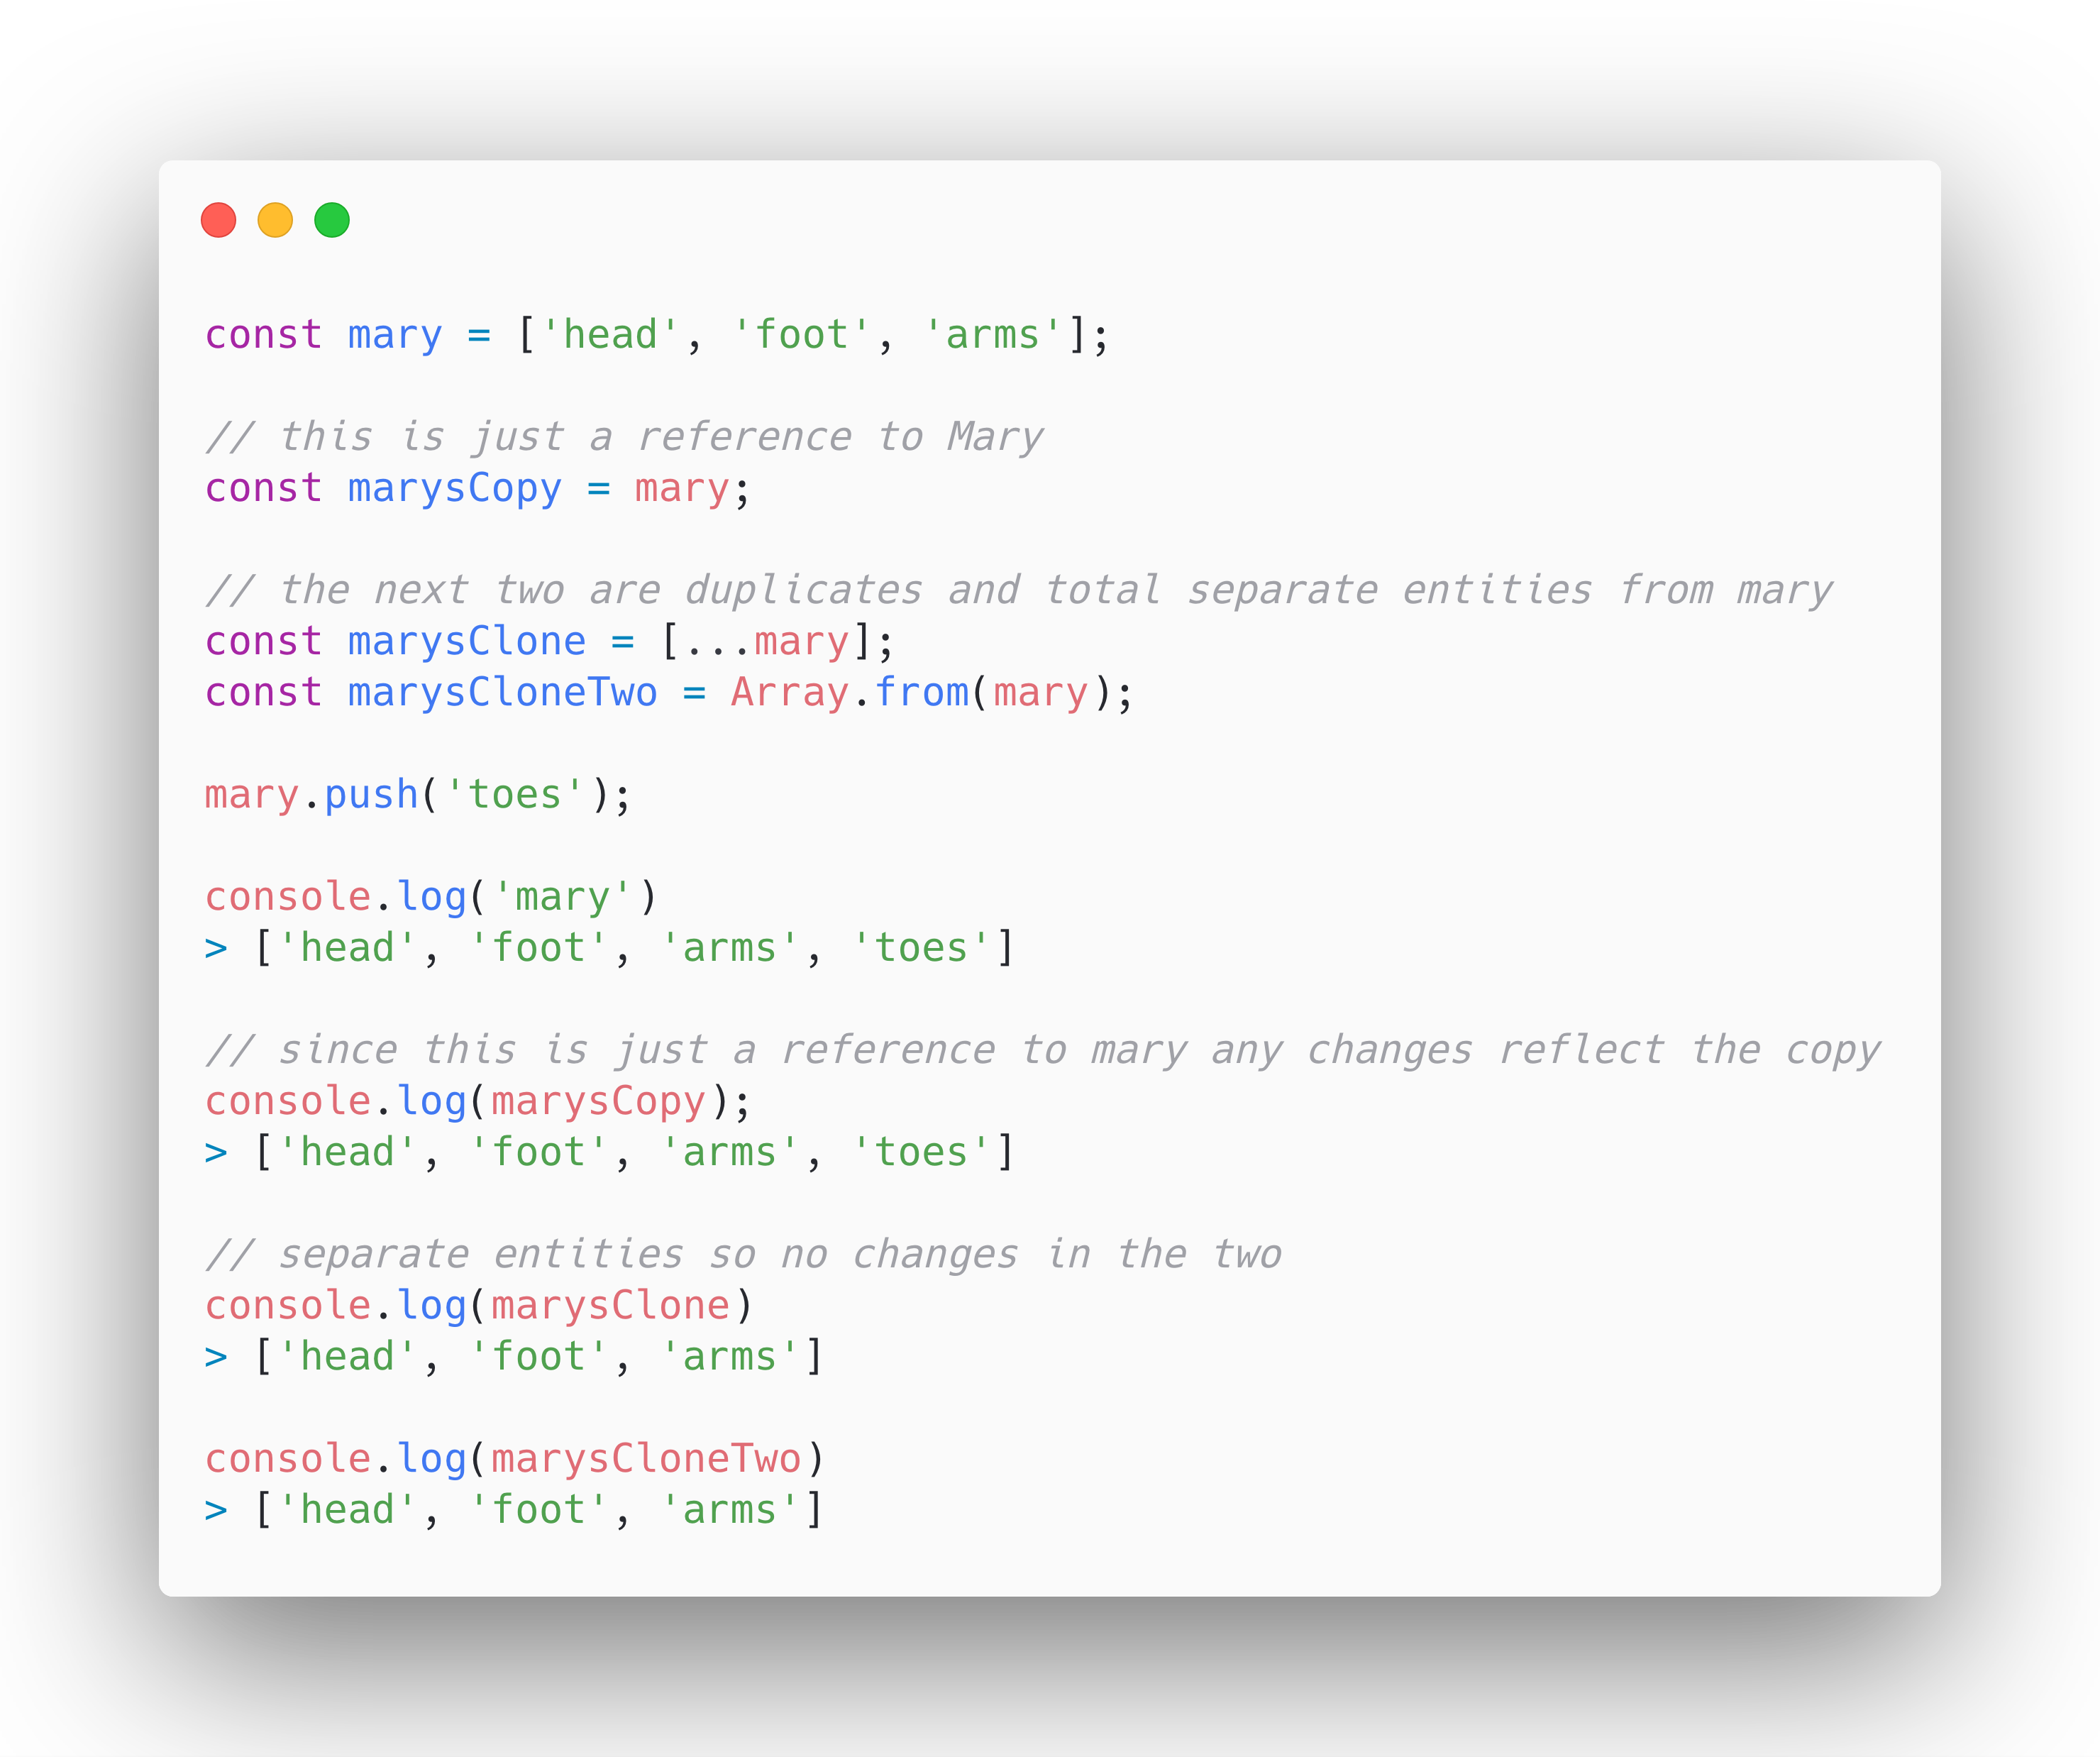 const mary = ['head', 'foot', 'arms'];
// this is just a reference to Mary
const marysCopy = mary;
// the next two are duplicates and total separate entities from mary
const marysClone = [...mary];
const marysCloneTwo = Array.from(mary);
mary.push('toes');
console.log('mary')
> ['head', 'foot', 'arms', 'toes']
// since this is just a reference to mary any changes reflect the copy
console.log(marysCopy);
> ['head', 'foot', 'arms', 'toes']
// separate entities so no changes in the two
console.log(marysClone)
> ['head', 'foot', 'arms']
console.log(marysCloneTwo)
> ['head', 'foot', 'arms']